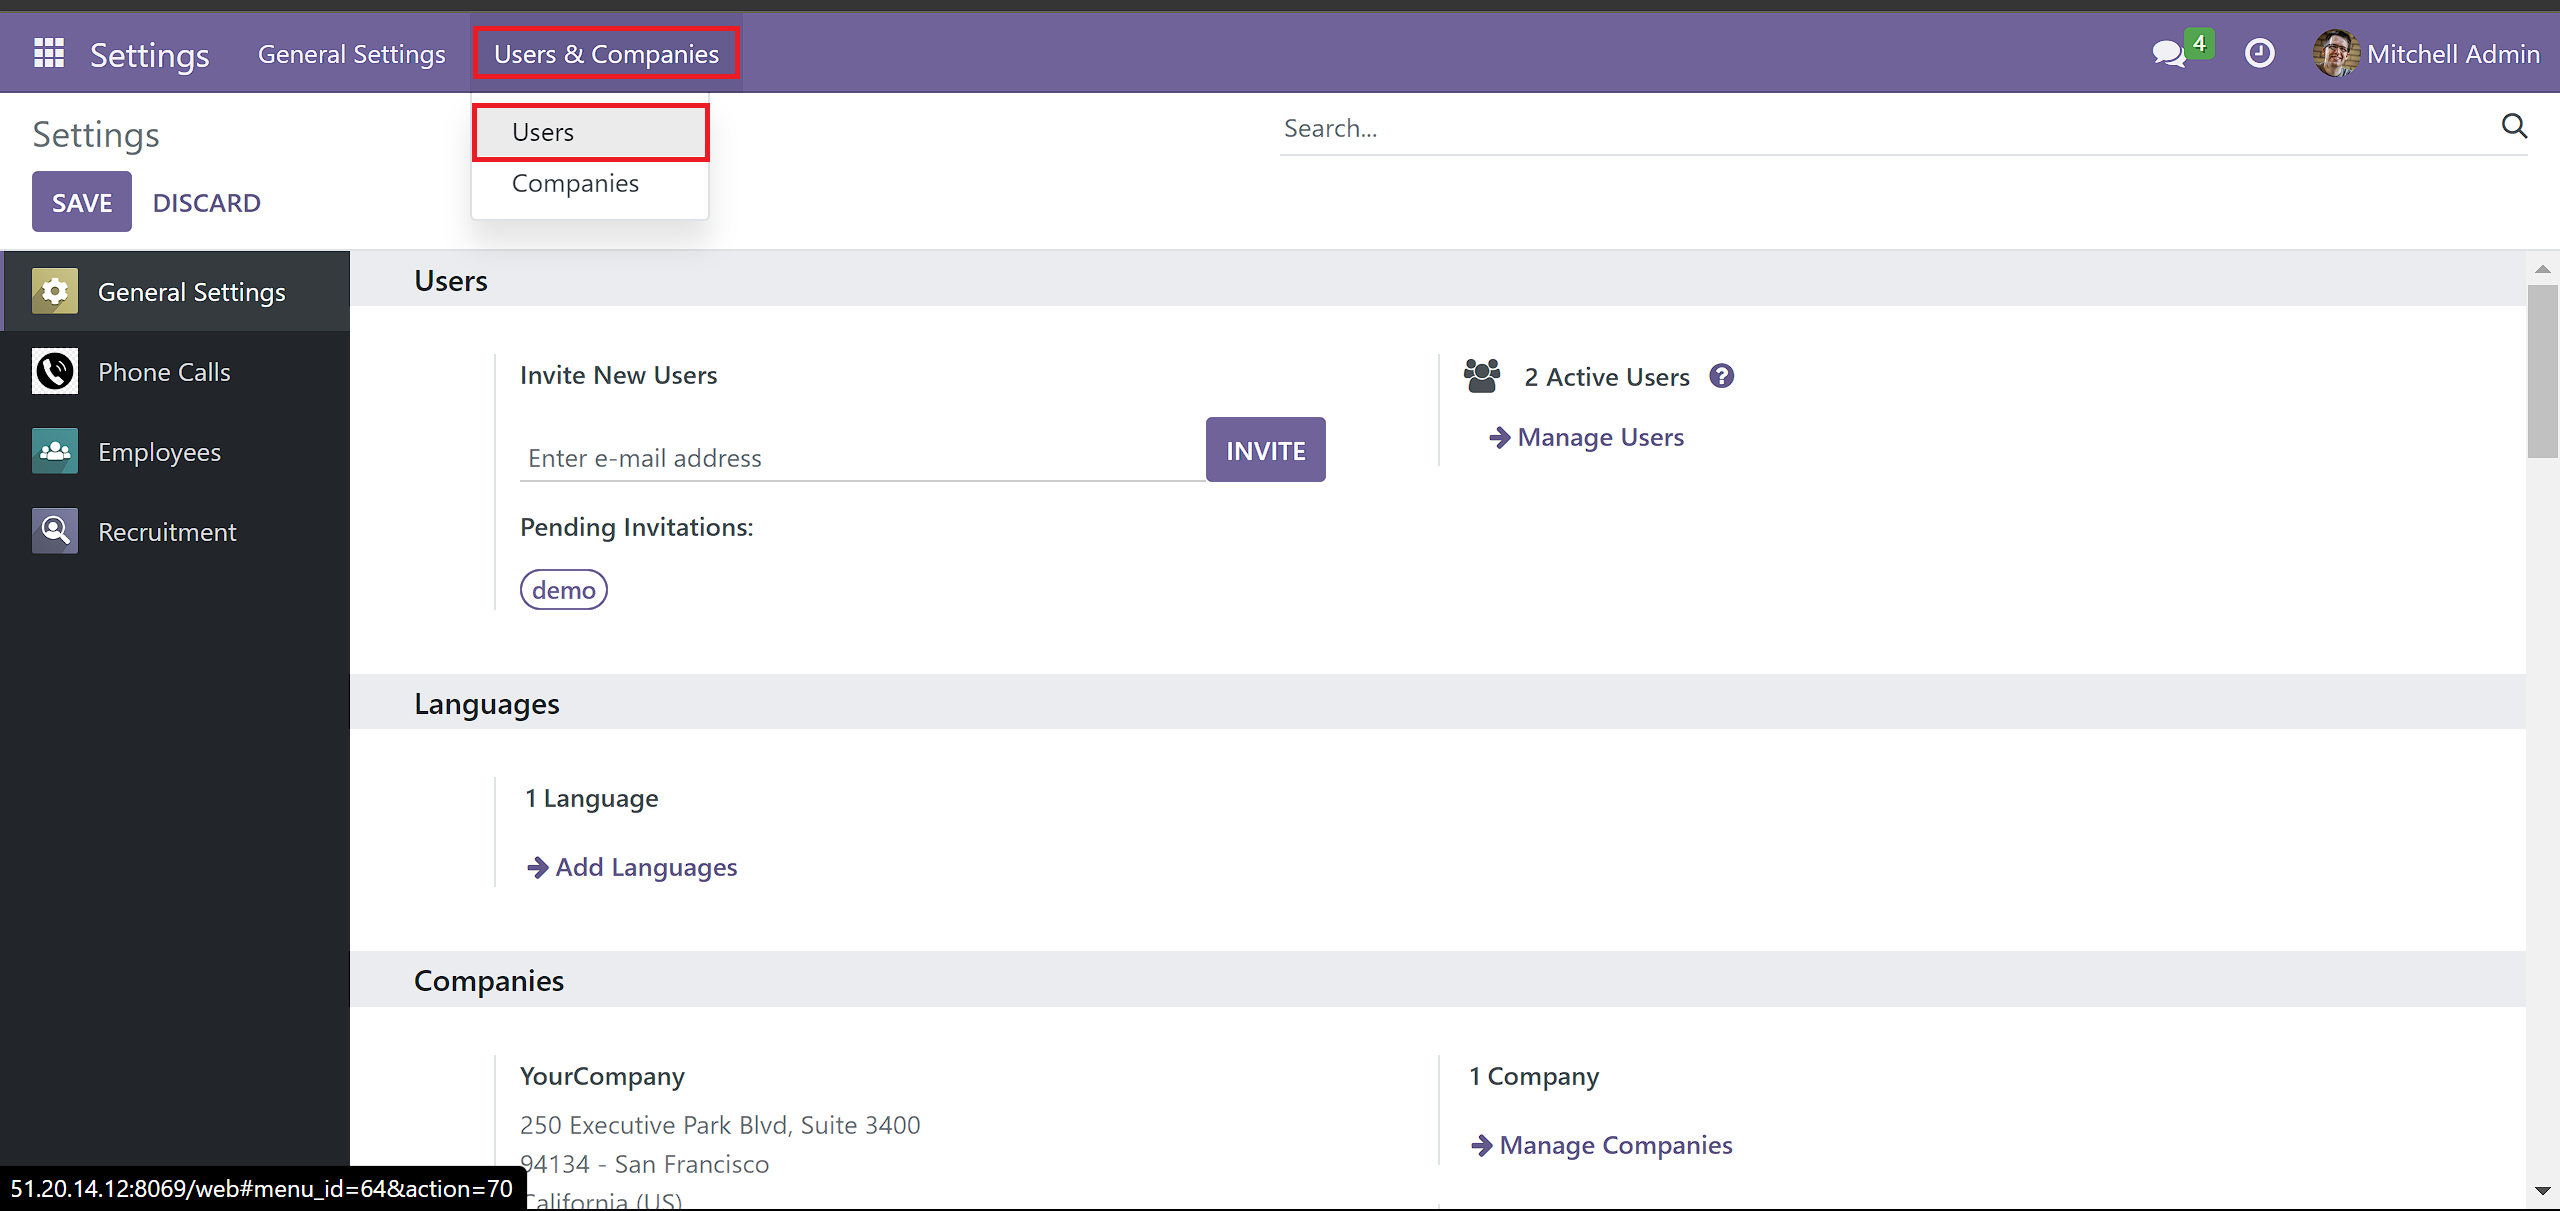 Settings General Settings Users & Companies 4 Mitchell Admin
Settings
Users
Search...
Companies
SAVE DISCARD
General Settings
Phone Calls
Employees
Recruitment
Users
Invite New Users
Enter e-mail address
INVITE
2 Active Users ?
Manage Users
Pending Invitations:
demo
Languages
1 Language
Add Languages
Companies
YourCompany
250 Executive Park Blvd, Suite 3400
94134 - San Francisco
California (US)
1 Company
Manage Companies
51.20.14.12:8069/web#menu_id=64&action=70